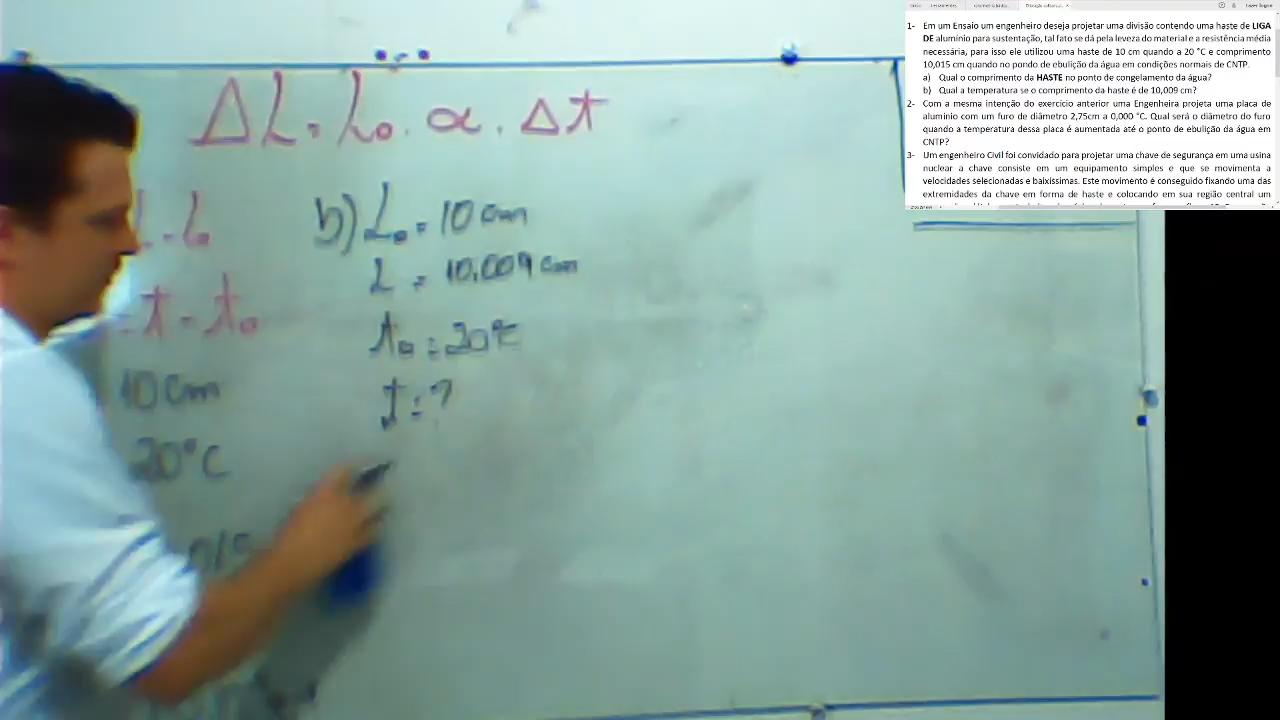 1- Em um Ensaio um engenheiro deseja projetar uma divisão contendo uma haste de LIGA
DE alumínio para sustentação, tal fato se dá pela leveza do material e a resistência média
necessária, para isso ele utilizou uma haste de 10 cm quando a 20 °C e comprimento
10,015 cm quando no pondo de ebulição da água em condições normais de CNTP.
a) Qual o comprimento da HASTE no ponto de congelamento da água?
b) Qual a temperatura se o comprimento da haste é de 10,009 cm?
2- Com a mesma intenção do exercício anterior uma Engenheira projeta uma placa de
alumínio com um furo de diâmetro 2,75cm a 0,000 °C. Qual será o diâmetro do furo
quando a temperatura dessa placa é aumentada até o ponto de ebulição da água em
CNTP?
3- Um engenheiro Civil foi convidado para projetar uma chave de segurança em uma usina
nuclear a chave consiste em um equipamento simples e que se movimenta a
velocidades selecionadas e baixíssimas. Este movimento é conseguido fixando uma das
extremidades da chave em forma de haste e colocando em sua região central um
ΔL = L₀ . α . Δt
L - L₀
- t - t₀
10 cm
20°C
015
b) L₀ = 10 cm
L = 10,009 cm
t₀ = 20°C
t = ?